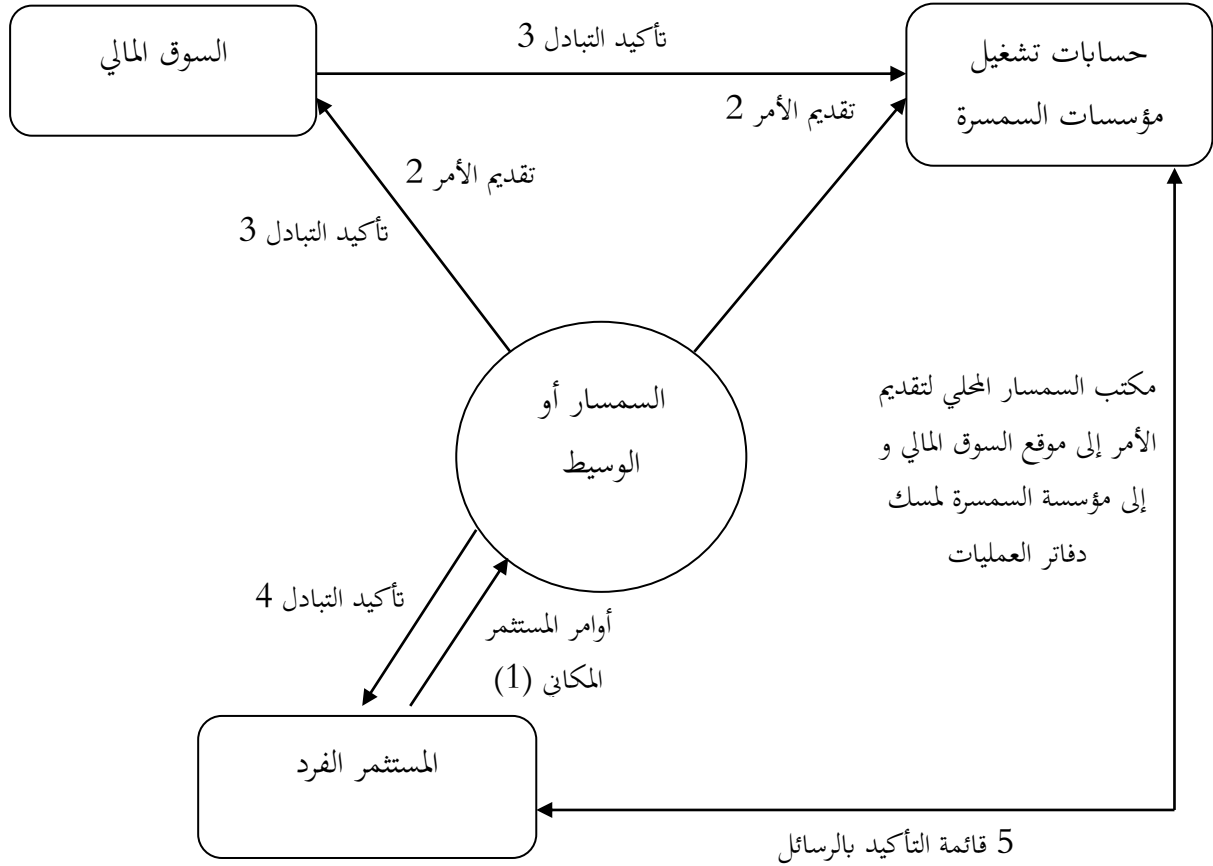 السوق المالي
تأكيد التبادل 3
حسابات تشغيل
مؤسسات السمسرة
تقديم الأمر 2
تقديم الأمر 2
تأكيد التبادل 3
السمسار أو
الوسيط
مكتب السمسار المحلي لتقديم
الأمر إلى موقع السوق المالي و
إلى مؤسسة السمسرة لمسك
دفاتر العمليات
تأكيد التبادل 4
أوامر المستثمر
المكاني (1)
المستثمر الفرد
5 قائمة التأكيد بالرسائل